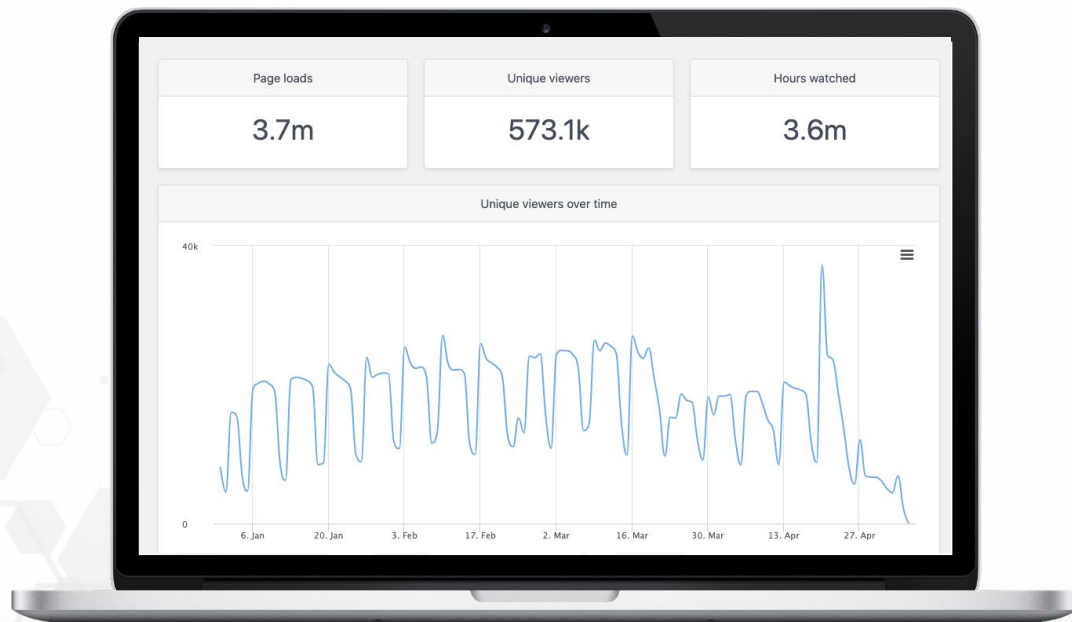 Page loads
Unique viewers
Hours watched
3.7m
573.1k
3.6m
Unique viewers over time
40k
0
6. Jan
20. Jan
3. Feb
17. Feb
2. Mar
16. Mar
30. Mar
13. Apr
27. Apr